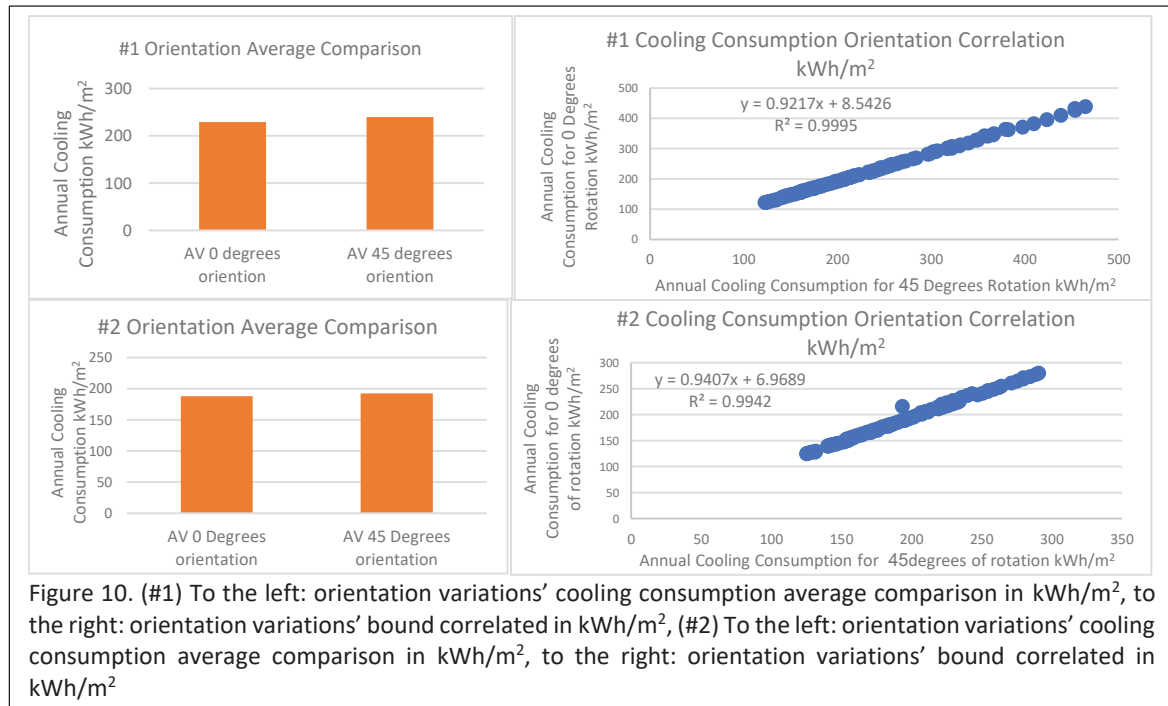 #1 Orientation Average Comparison
Annual Cooling
Consumption kWh/m²
300
200
100
0
AV 0 degrees
oriention
AV 45 degrees
oriention
#1 Cooling Consumption Orientation Correlation
kWh/m²
y = 0.9217x + 8.5426
R² = 0.9995
Annual Cooling
Consumption for 0 Degrees
Rotation kWh/m²
500
400
300
200
100
0
0 100 200 300 400 500
Annual Cooling Consumption for 45 Degrees Rotation kWh/m²
#2 Orientation Average Comparison
Annual Cooling
Consumption kWh/m²
250
200
150
100
50
0
AV 0 Degrees
orientation
AV 45 Degrees
orientation
#2 Cooling Consumption Orientation Correlation
kWh/m²
y = 0.9407x + 6.9689
R² = 0.9942
Annual Cooling
Consumption for 0 degrees
of rotation kWh/m²
300
250
200
150
100
50
0
0 50 100 150 200 250 300 350
Annual Cooling Consumption for 45degrees of rotation kWh/m²
Figure 10. (#1) To the left: orientation variations’ cooling consumption average comparison in kWh/m², to
the right: orientation variations’ bound correlated in kWh/m², (#2) To the left: orientation variations’ cooling
consumption average comparison in kWh/m², to the right: orientation variations’ bound correlated in
kWh/m²